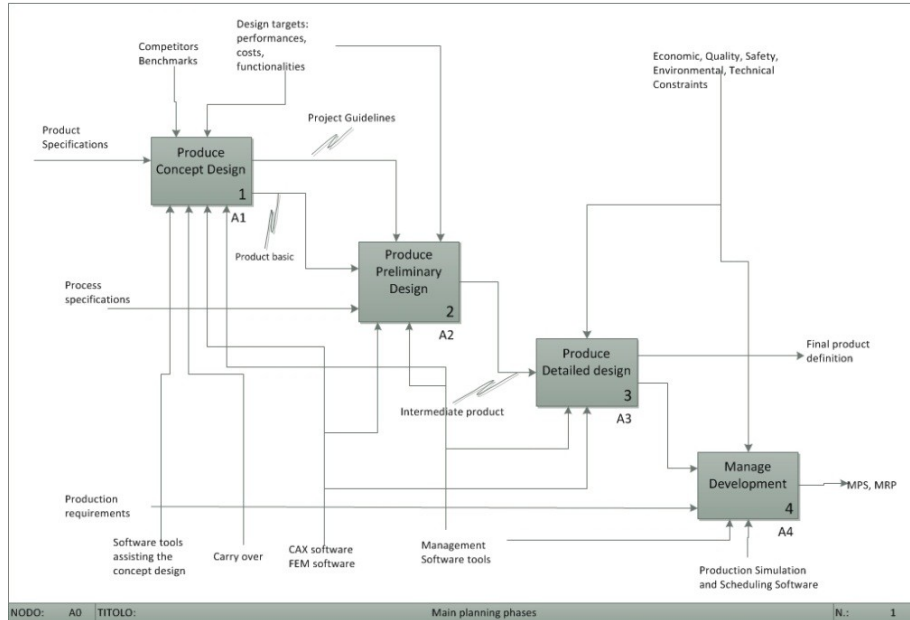 Design targets:
performances,
costs,
functionalities
Competitors
Benchmarks
Economic, Quality, Safety,
Environmental, Technical
Constraints
Project Guidelines
Product
Specifications
Produce
Concept Design
1
A1
Product basic
Produce
Preliminary
Design
2
A2
Process
specifications
Produce
Detailed design
3
A3
Final product
definition
Intermediate product
Manage
Development
4
A4
MPS, MRP
Production
requirements
Software tools
assisting the
concept design
Carry over
CAX software
FEM software
Management
Software tools
Production Simulation
and Scheduling Software
NODO: A0 TITOLO: Main planning phases N.: 1